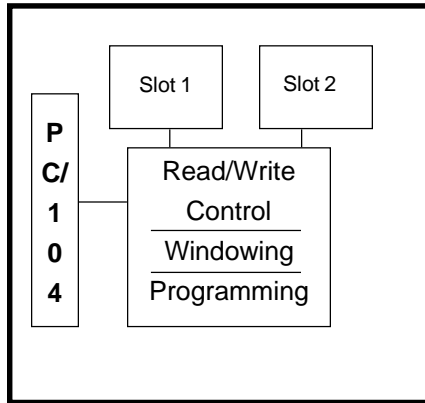 Slot 1
Slot 2
P
C/
1
0
4
Read/Write
Control
Windowing
Programming